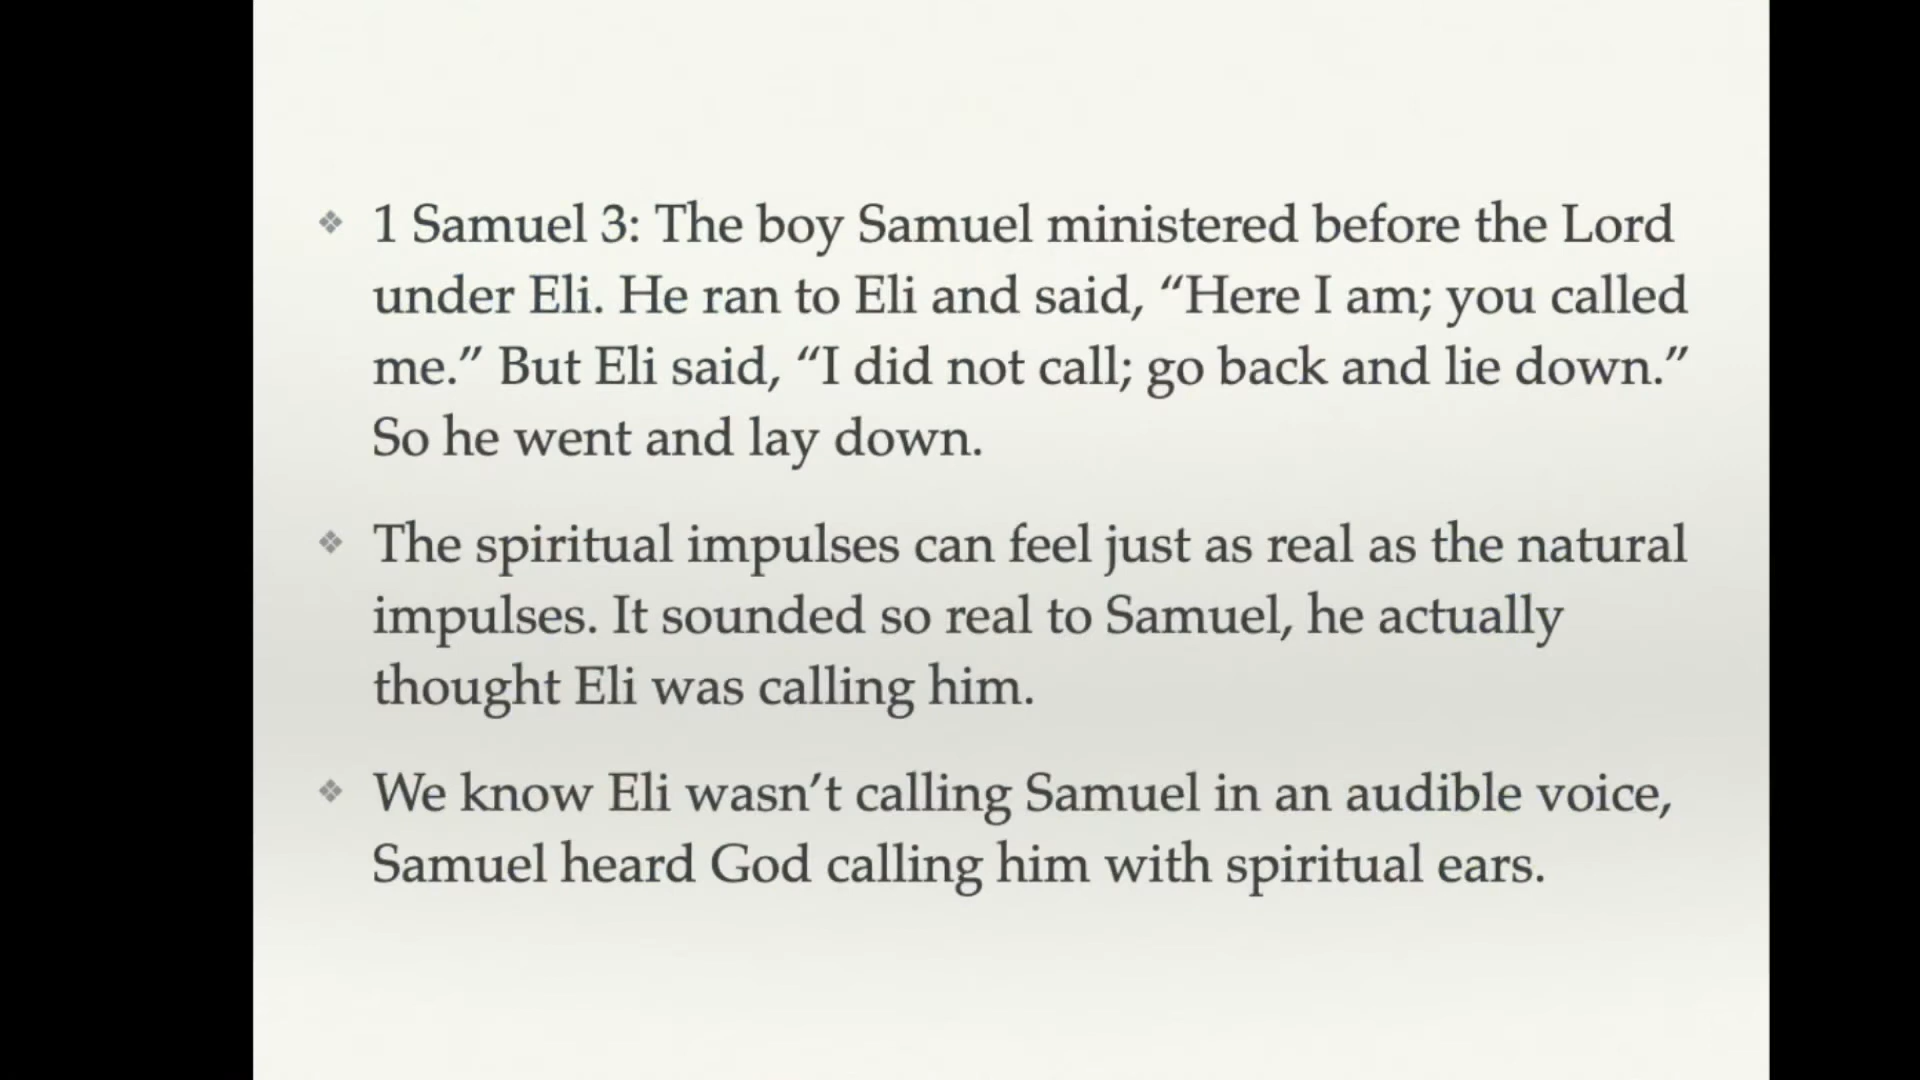 ❖ 1 Samuel 3: The boy Samuel ministered before the Lord
under Eli. He ran to Eli and said, “Here I am; you called
me.” But Eli said, “I did not call; go back and lie down.”
So he went and lay down.
❖ The spiritual impulses can feel just as real as the natural
impulses. It sounded so real to Samuel, he actually
thought Eli was calling him.
❖ We know Eli wasn’t calling Samuel in an audible voice,
Samuel heard God calling him with spiritual ears.